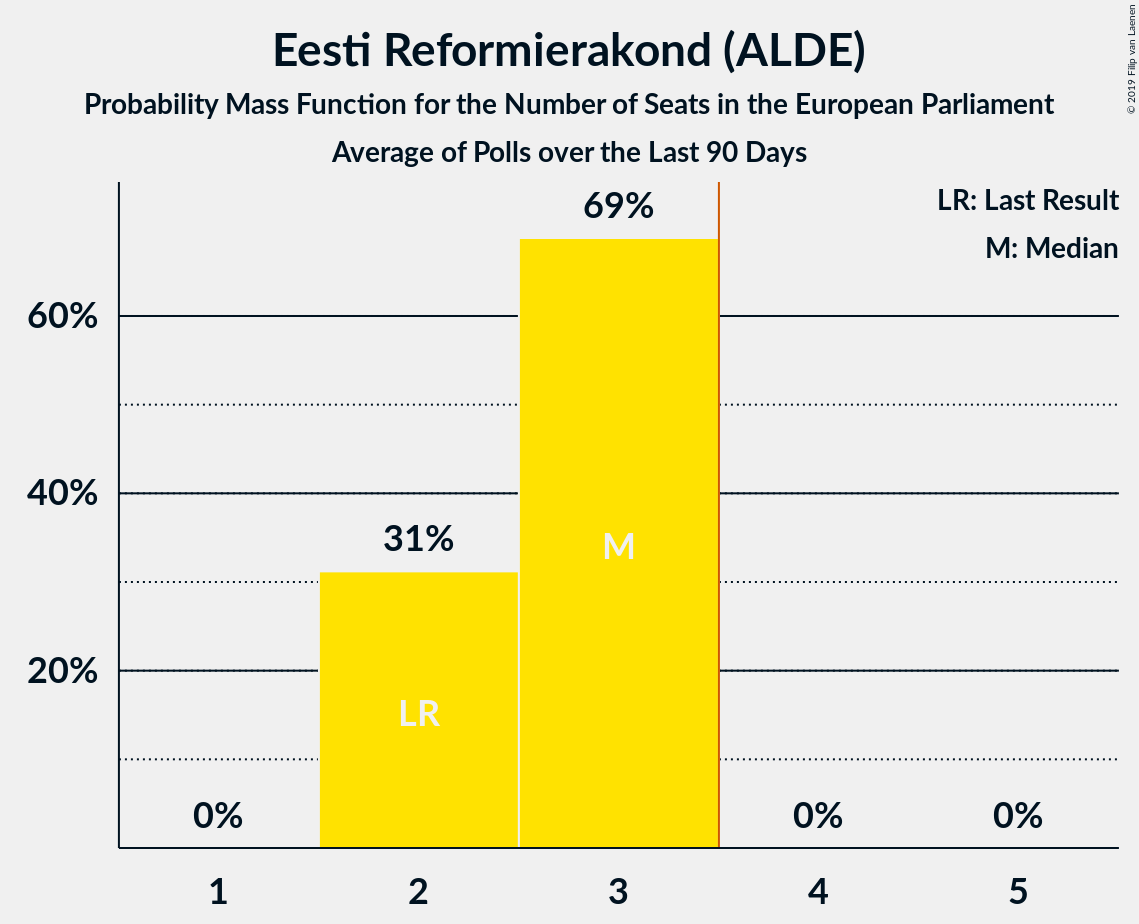 Eesti Reformierakond (ALDE)
Probability Mass Function for the Number of Seats in the European Parliament
Average of Polls over the Last 90 Days
© 2019 Filip van Laenen
LR: Last Result
M: Median
69%
60%
40%
31%
M
20%
LR
0%
0%
0%
1
2
3
4
5